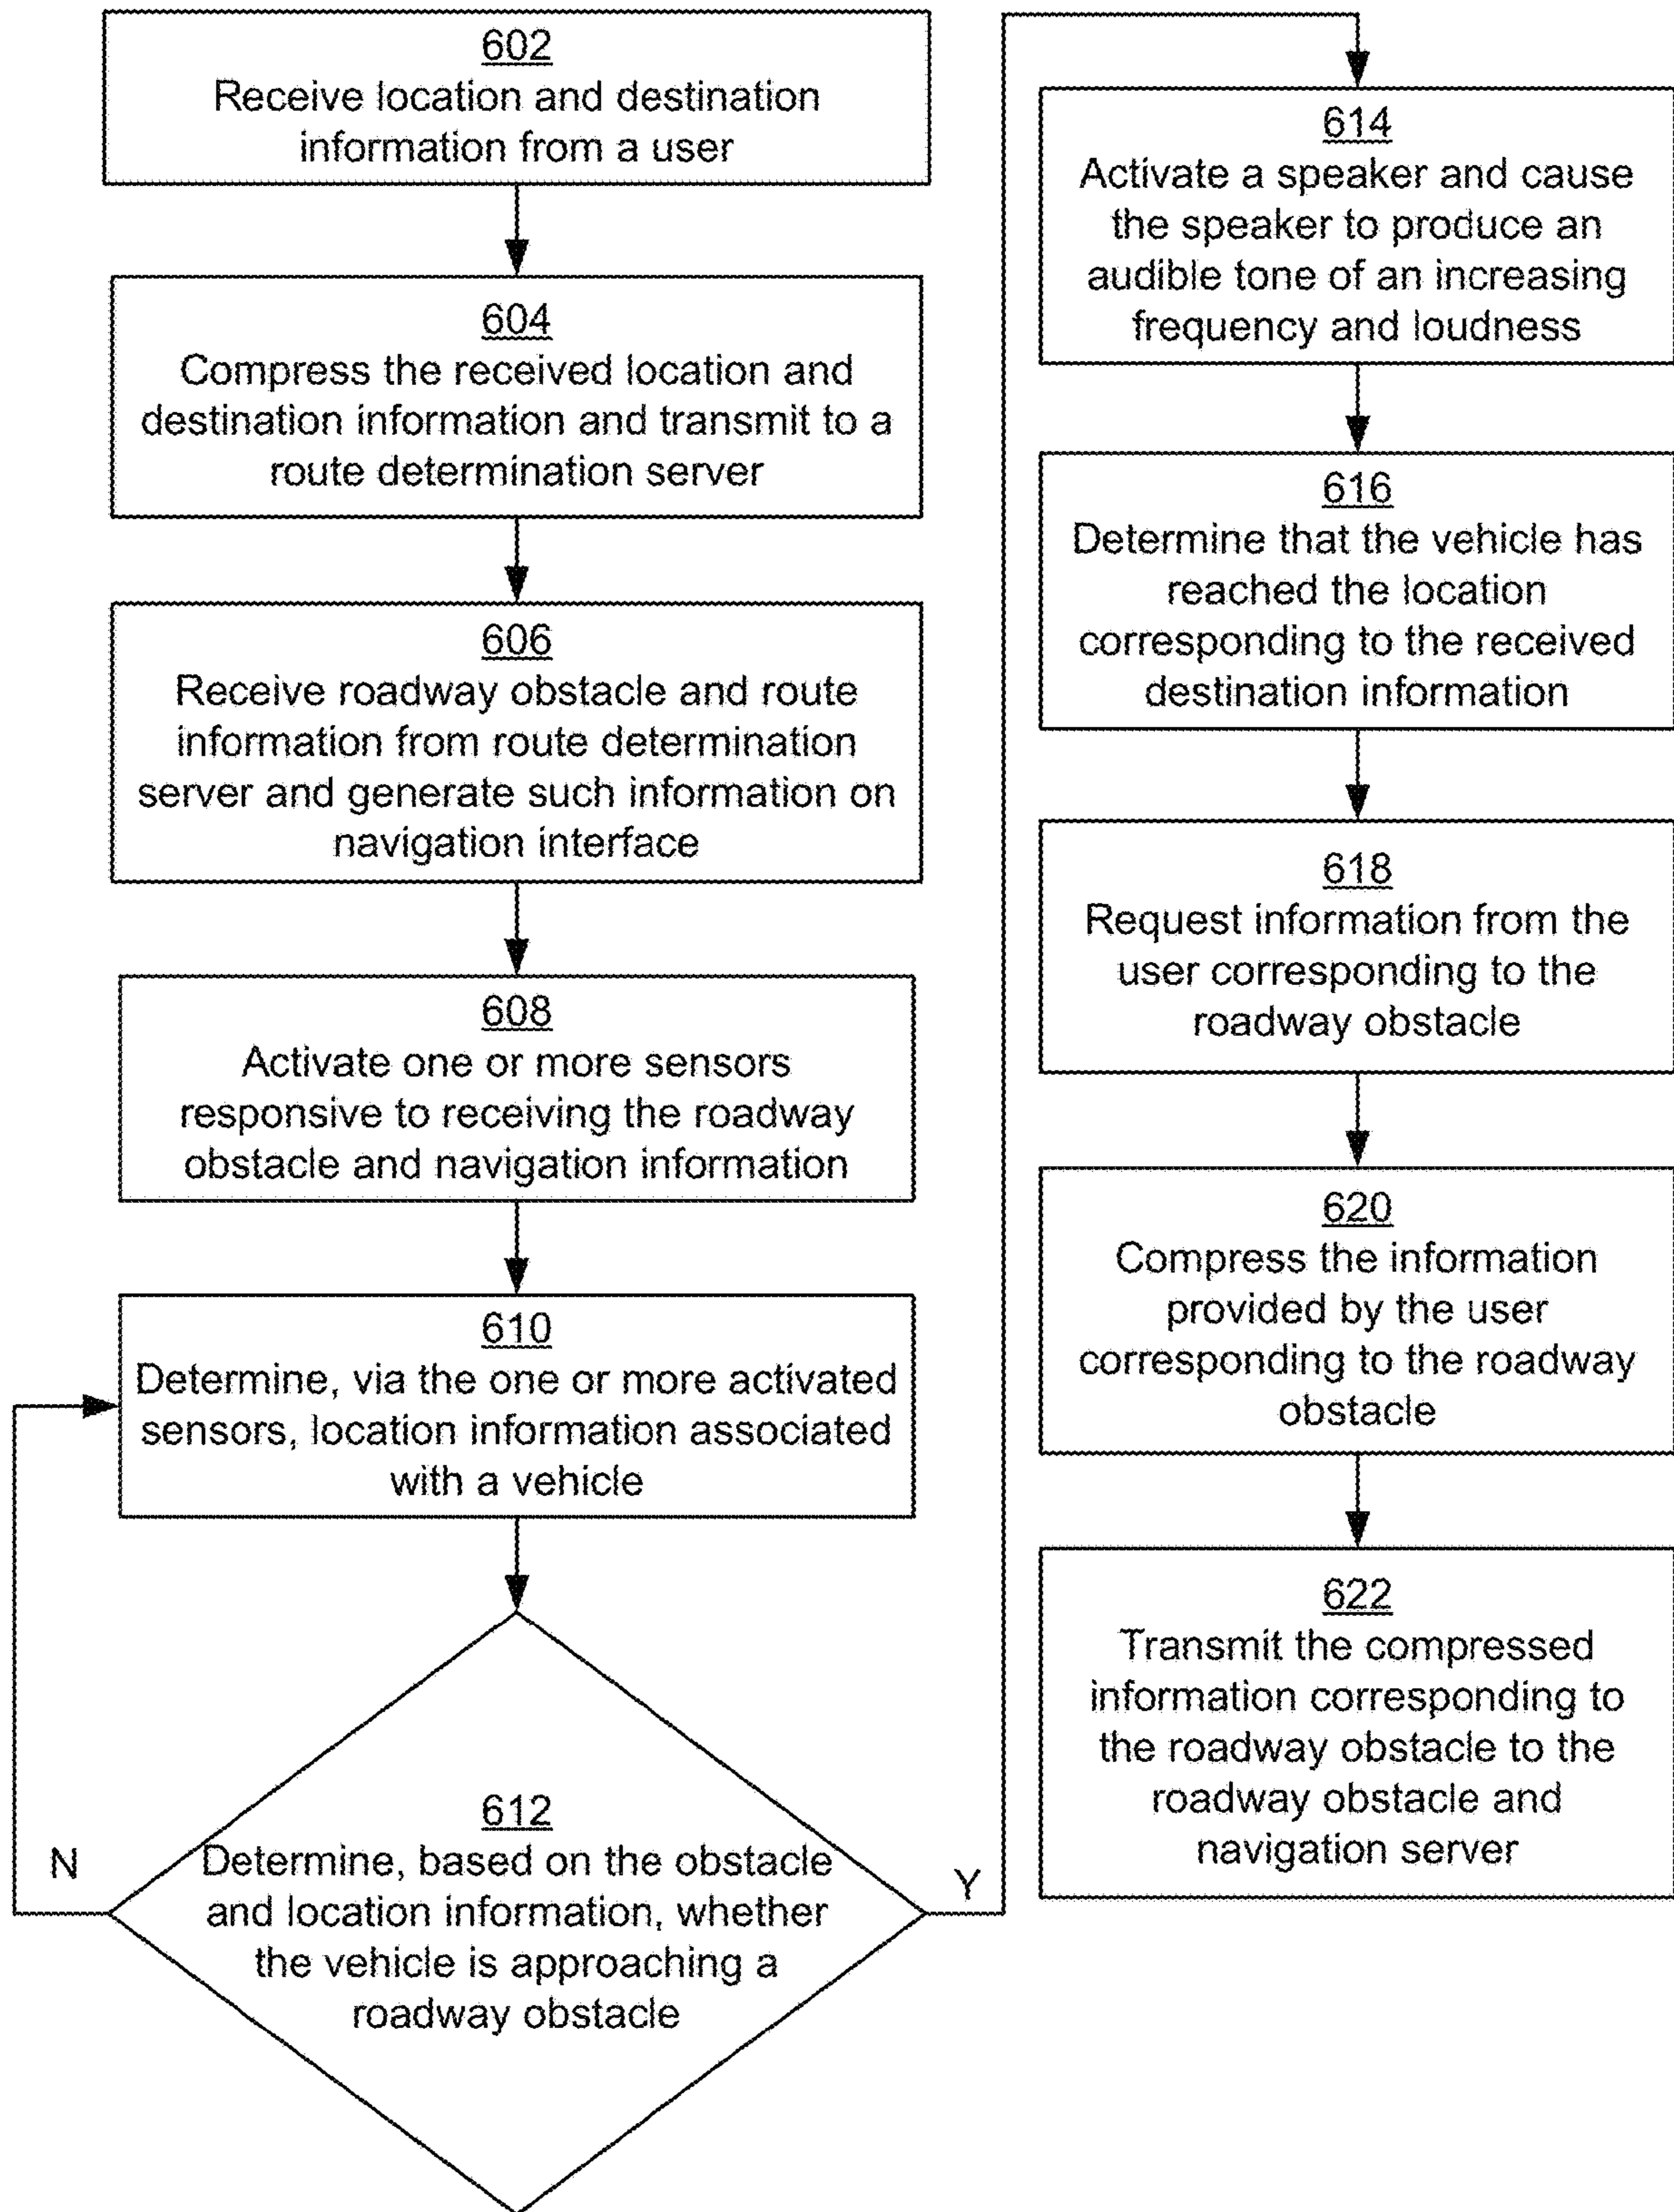 602
Receive location and destination
information from a user
604
Compress the received location and
destination information and transmit to a
route determination server
606
Receive roadway obstacle and route
information from route determination
server and generate such information on
navigation interface
608
Activate one or more sensors
responsive to receiving the roadway
obstacle and navigation information
610
Determine, via the one or more activated
sensors, location information associated
with a vehicle
612
Determine, based on the obstacle
and location information, whether
the vehicle is approaching a
roadway obstacle
N
Y
614
Activate a speaker and cause
the speaker to produce an
audible tone of an increasing
frequency and loudness
616
Determine that the vehicle has
reached the location
corresponding to the received
destination information
618
Request information from the
user corresponding to the
roadway obstacle
620
Compress the information
provided by the user
corresponding to the roadway
obstacle
622
Transmit the compressed
information corresponding to
the roadway obstacle to the
roadway obstacle and
navigation server